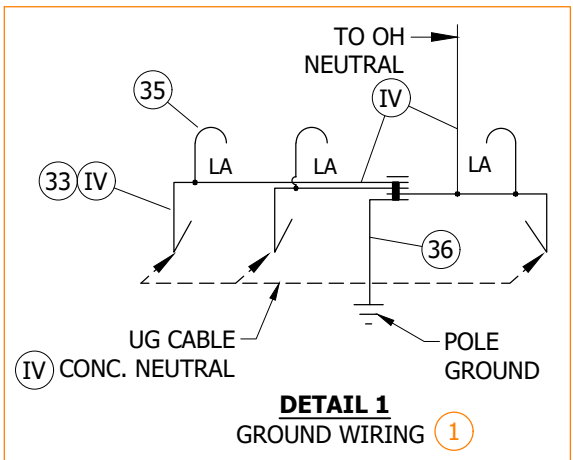 TO OH
NEUTRAL
35
IV
LA
LA
LA
33 IV
36
UG CABLE
IV CONC. NEUTRAL
POLE
GROUND
DETAIL 1
GROUND WIRING 1